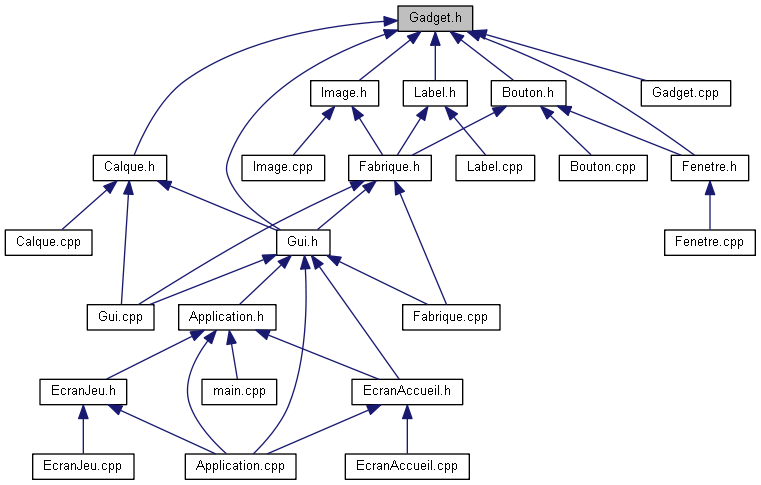 Gadget.h
Image.h
Label.h
Bouton.h
Gadget.cpp
Calque.h
Image.cpp
Fabrique.h
Label.cpp
Bouton.cpp
Fenetre.h
Calque.cpp
Gui.h
Fenetre.cpp
Gui.cpp
Application.h
Fabrique.cpp
EcranJeu.h
main.cpp
EcranAccueil.h
EcranJeu.cpp
Application.cpp
EcranAccueil.cpp